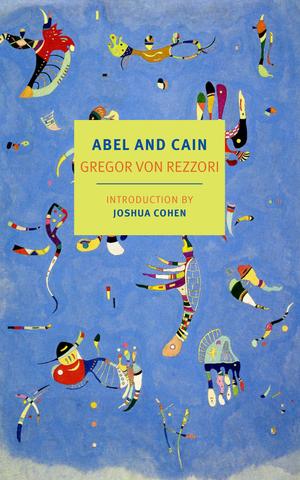 ABEL AND CAIN
GREGOR VON REZZORI
INTRODUCTION BY
JOSHUA COHEN